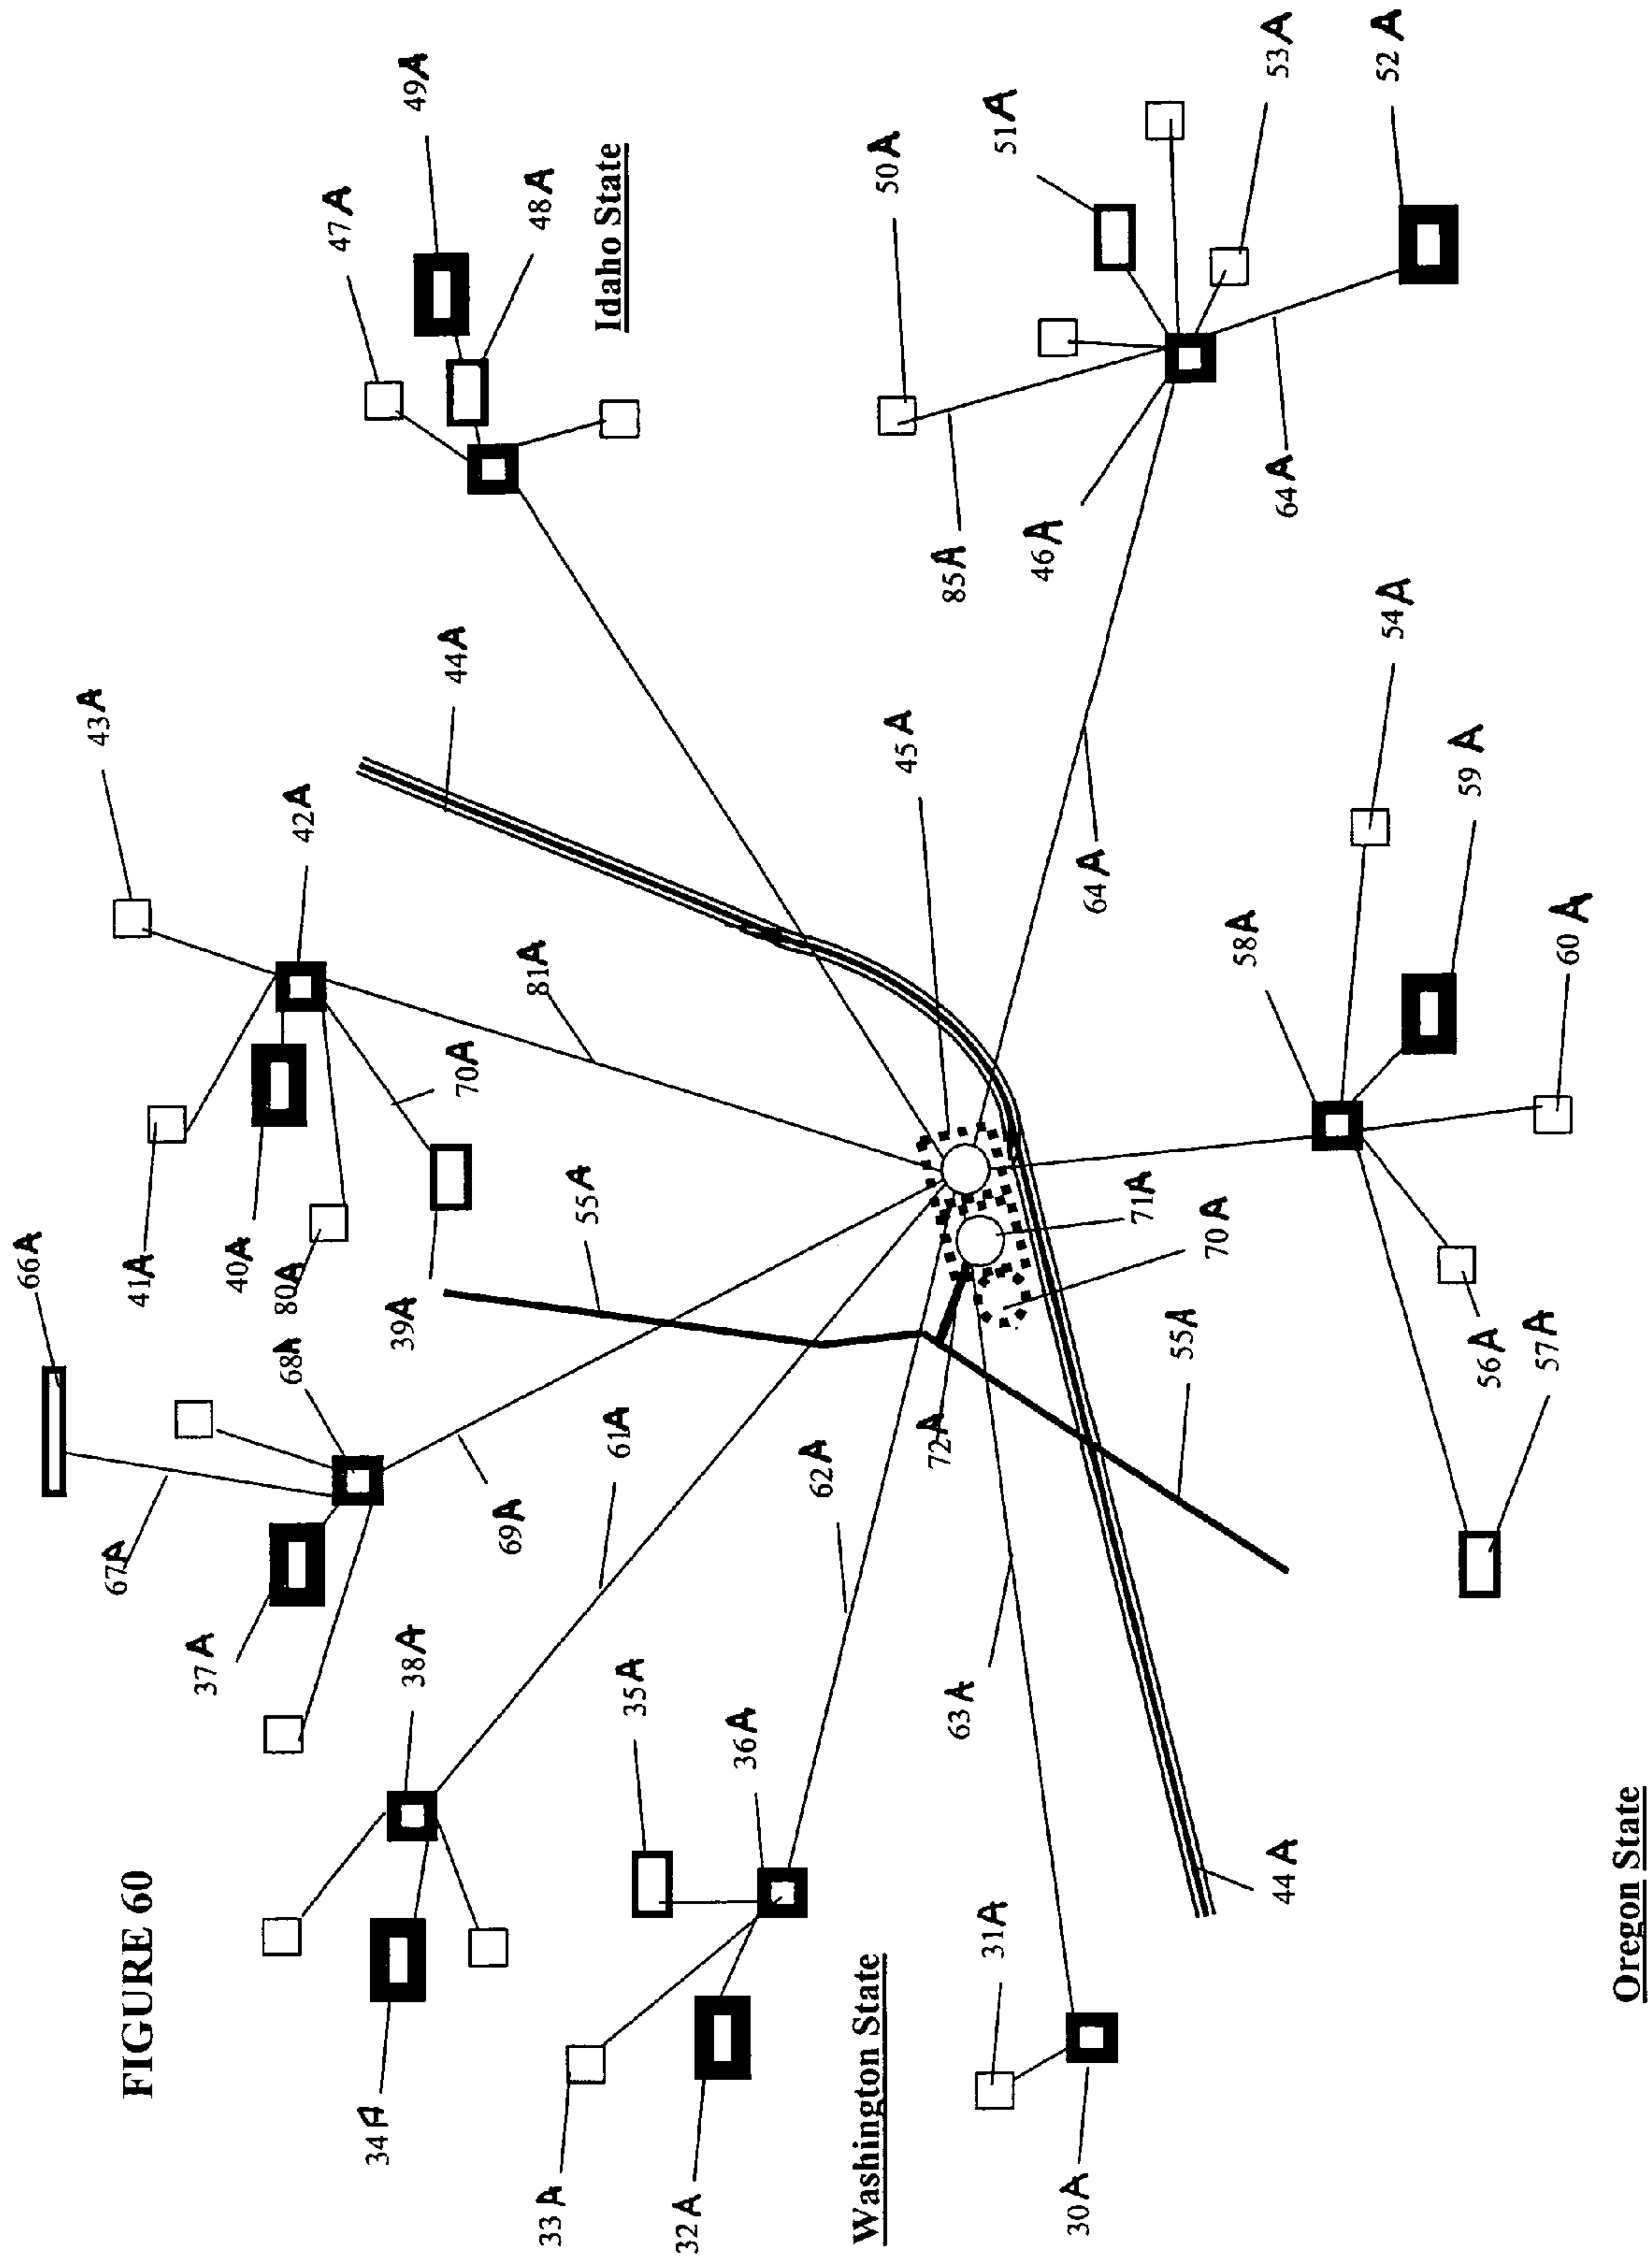 FIGURE 60
66A
67A
37A
68A
41A
40A
80A
39A
43A
42A
70A
81A
44A
47A
49A
48A
Idaho State
34A
38A
61A
69A
55A
33A
32A
35A
36A
62A
Washington State
72A
45A
71A
70A
50A
51A
53A
52A
85A
46A
64A
64A
30A
31A
63A
55A
44A
58A
54A
59A
60A
56A
57A
Oregon State